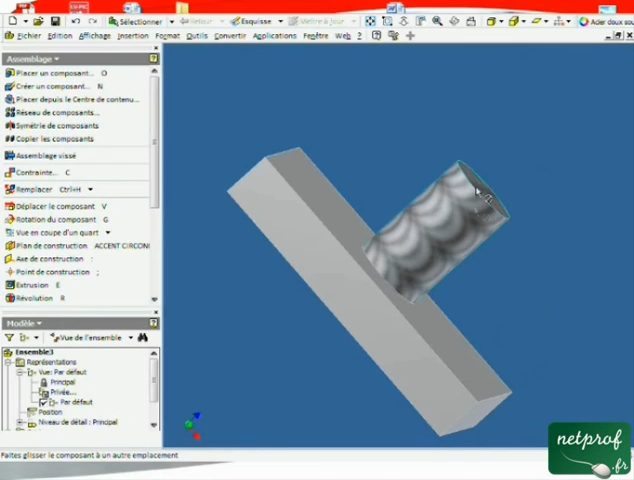 Sélectionner
Retour
Esquisse
Mettre à jour
Acier doux sou
Fichier Edition Affichage Insertion Format Outils Convertir Applications Fenêtre Web ?
Assemblage
Placer un composant... O
Créer un composant... N
Placer depuis le Centre de contenu...
Réseau de composants...
Symétrie de composants
Copier les composants
Assemblage vissé
Contrainte... C
Remplacer Ctrl+H
Déplacer le composant V
Rotation du composant G
Vue en coupe d'un quart
Plan de construction ACCENT CIRCON
Axe de construction :
Point de construction ;
Extrusion E
Révolution R
Modèle
Vue de l'ensemble
Ensemble3
Représentations
Vue: Par défaut
Principal
Privée...
Par défaut
Position
Niveau de détail : Principal
Faites glisser le composant à un autre emplacement
netprof
.fr